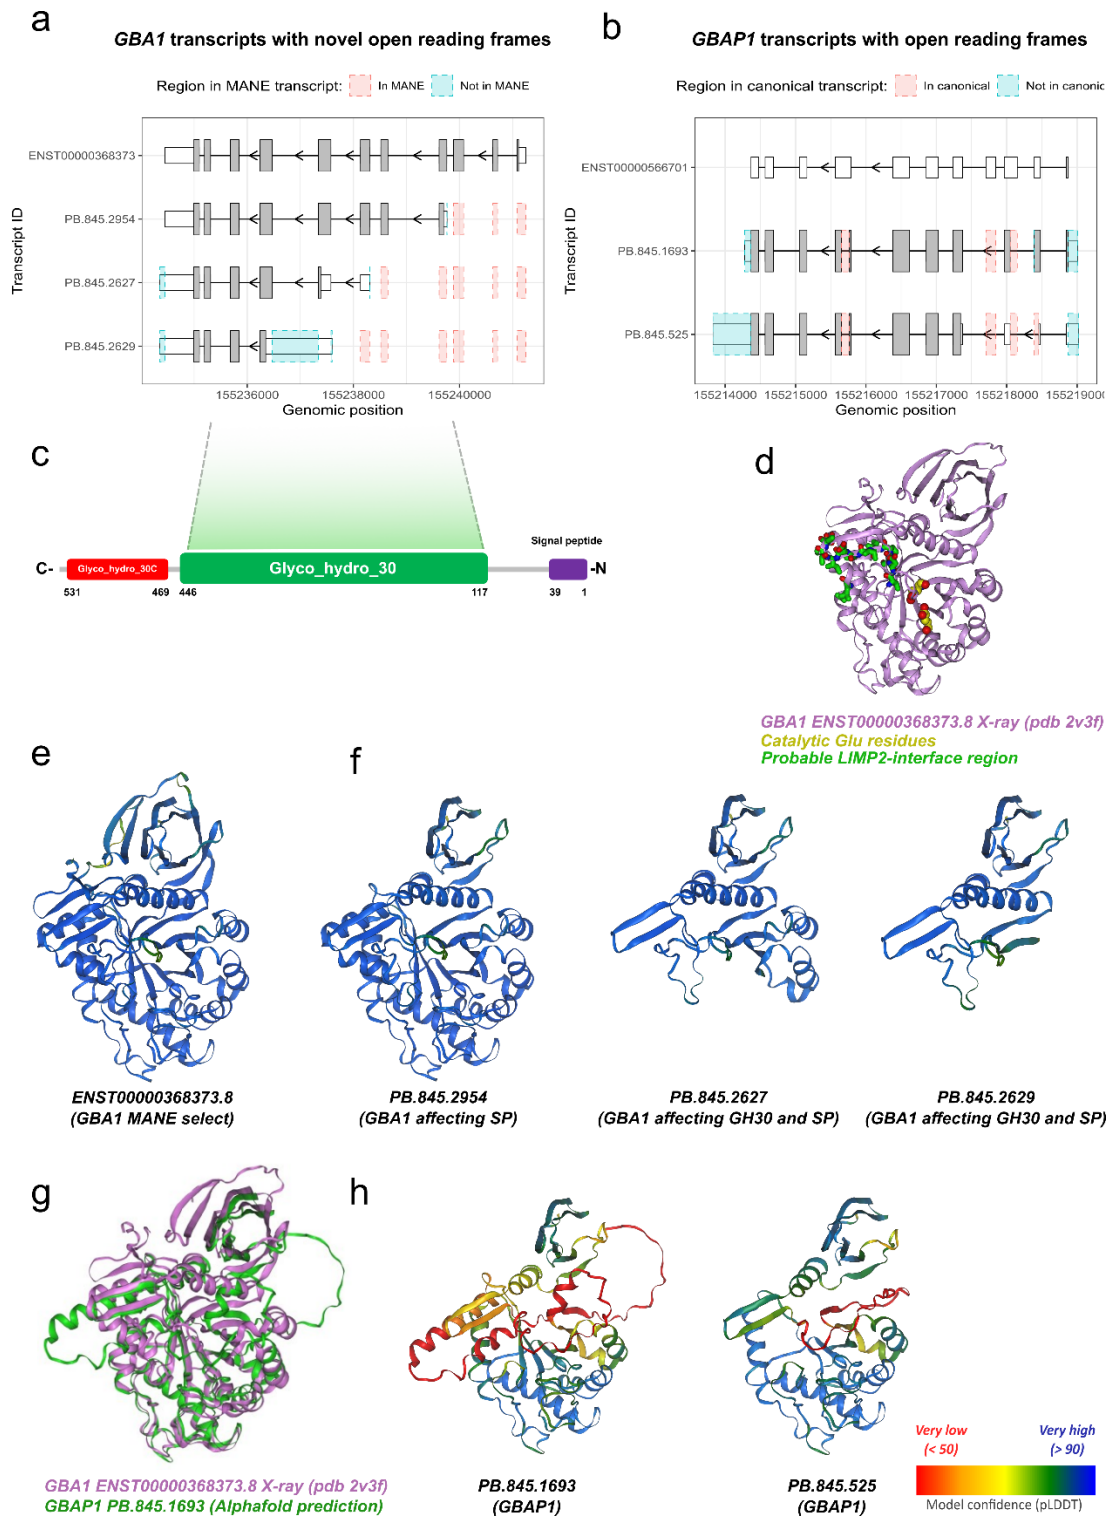 a
GBA1 transcripts with novel open reading frames
Region in MANE transcript: In MANE Not in MANE
Transcript ID
ENST00000368373
PB.845.2954
PB.845.2627
PB.845.2629
155236000 155238000 155240000
Genomic position
b
GBAP1 transcripts with open reading frames
Region in canonical transcript: In canonical Not in canonic
Transcript ID
ENST00000566701
PB.845.1693
PB.845.525
155214000 155215000 155216000 155217000 155218000 155219000
Genomic position
c
Signal peptide
C- Glyco_hydro_30C Glyco_hydro_30 -N
531 469 446 117 39 1
d
GBA1 ENST00000368373.8 X-ray (pdb 2v3f)
Catalytic Glu residues
Probable LIMP2-interface region
e
ENST00000368373.8
(GBA1 MANE select)
f
PB.845.2954
(GBA1 affecting SP)
PB.845.2627
(GBA1 affecting GH30 and SP)
PB.845.2629
(GBA1 affecting GH30 and SP)
g
GBA1 ENST00000368373.8 X-ray (pdb 2v3f)
GBAP1 PB.845.1693 (Alphafold prediction)
h
PB.845.1693
(GBAP1)
PB.845.525
(GBAP1)
Very low
(< 50)
Very high
(> 90)
Model confidence (pLDDT)